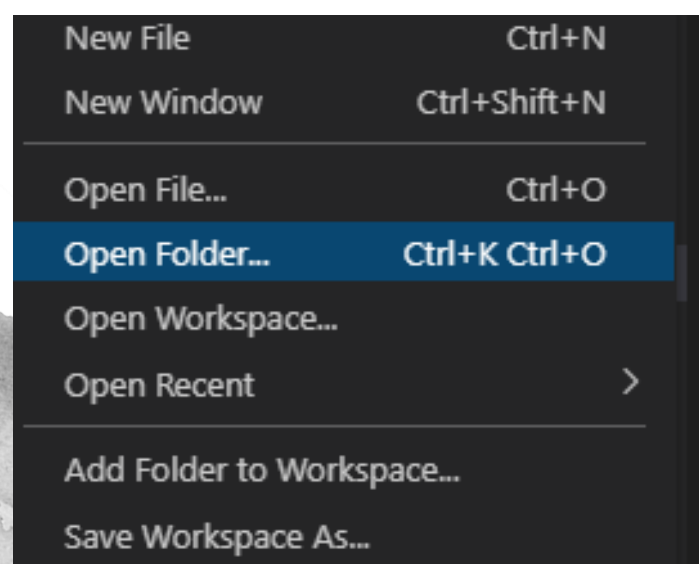 New File Ctrl+N
New Window Ctrl+Shift+N
Open File... Ctrl+O
Open Folder... Ctrl+K Ctrl+O
Open Workspace...
Open Recent >
Add Folder to Workspace...
Save Workspace As...